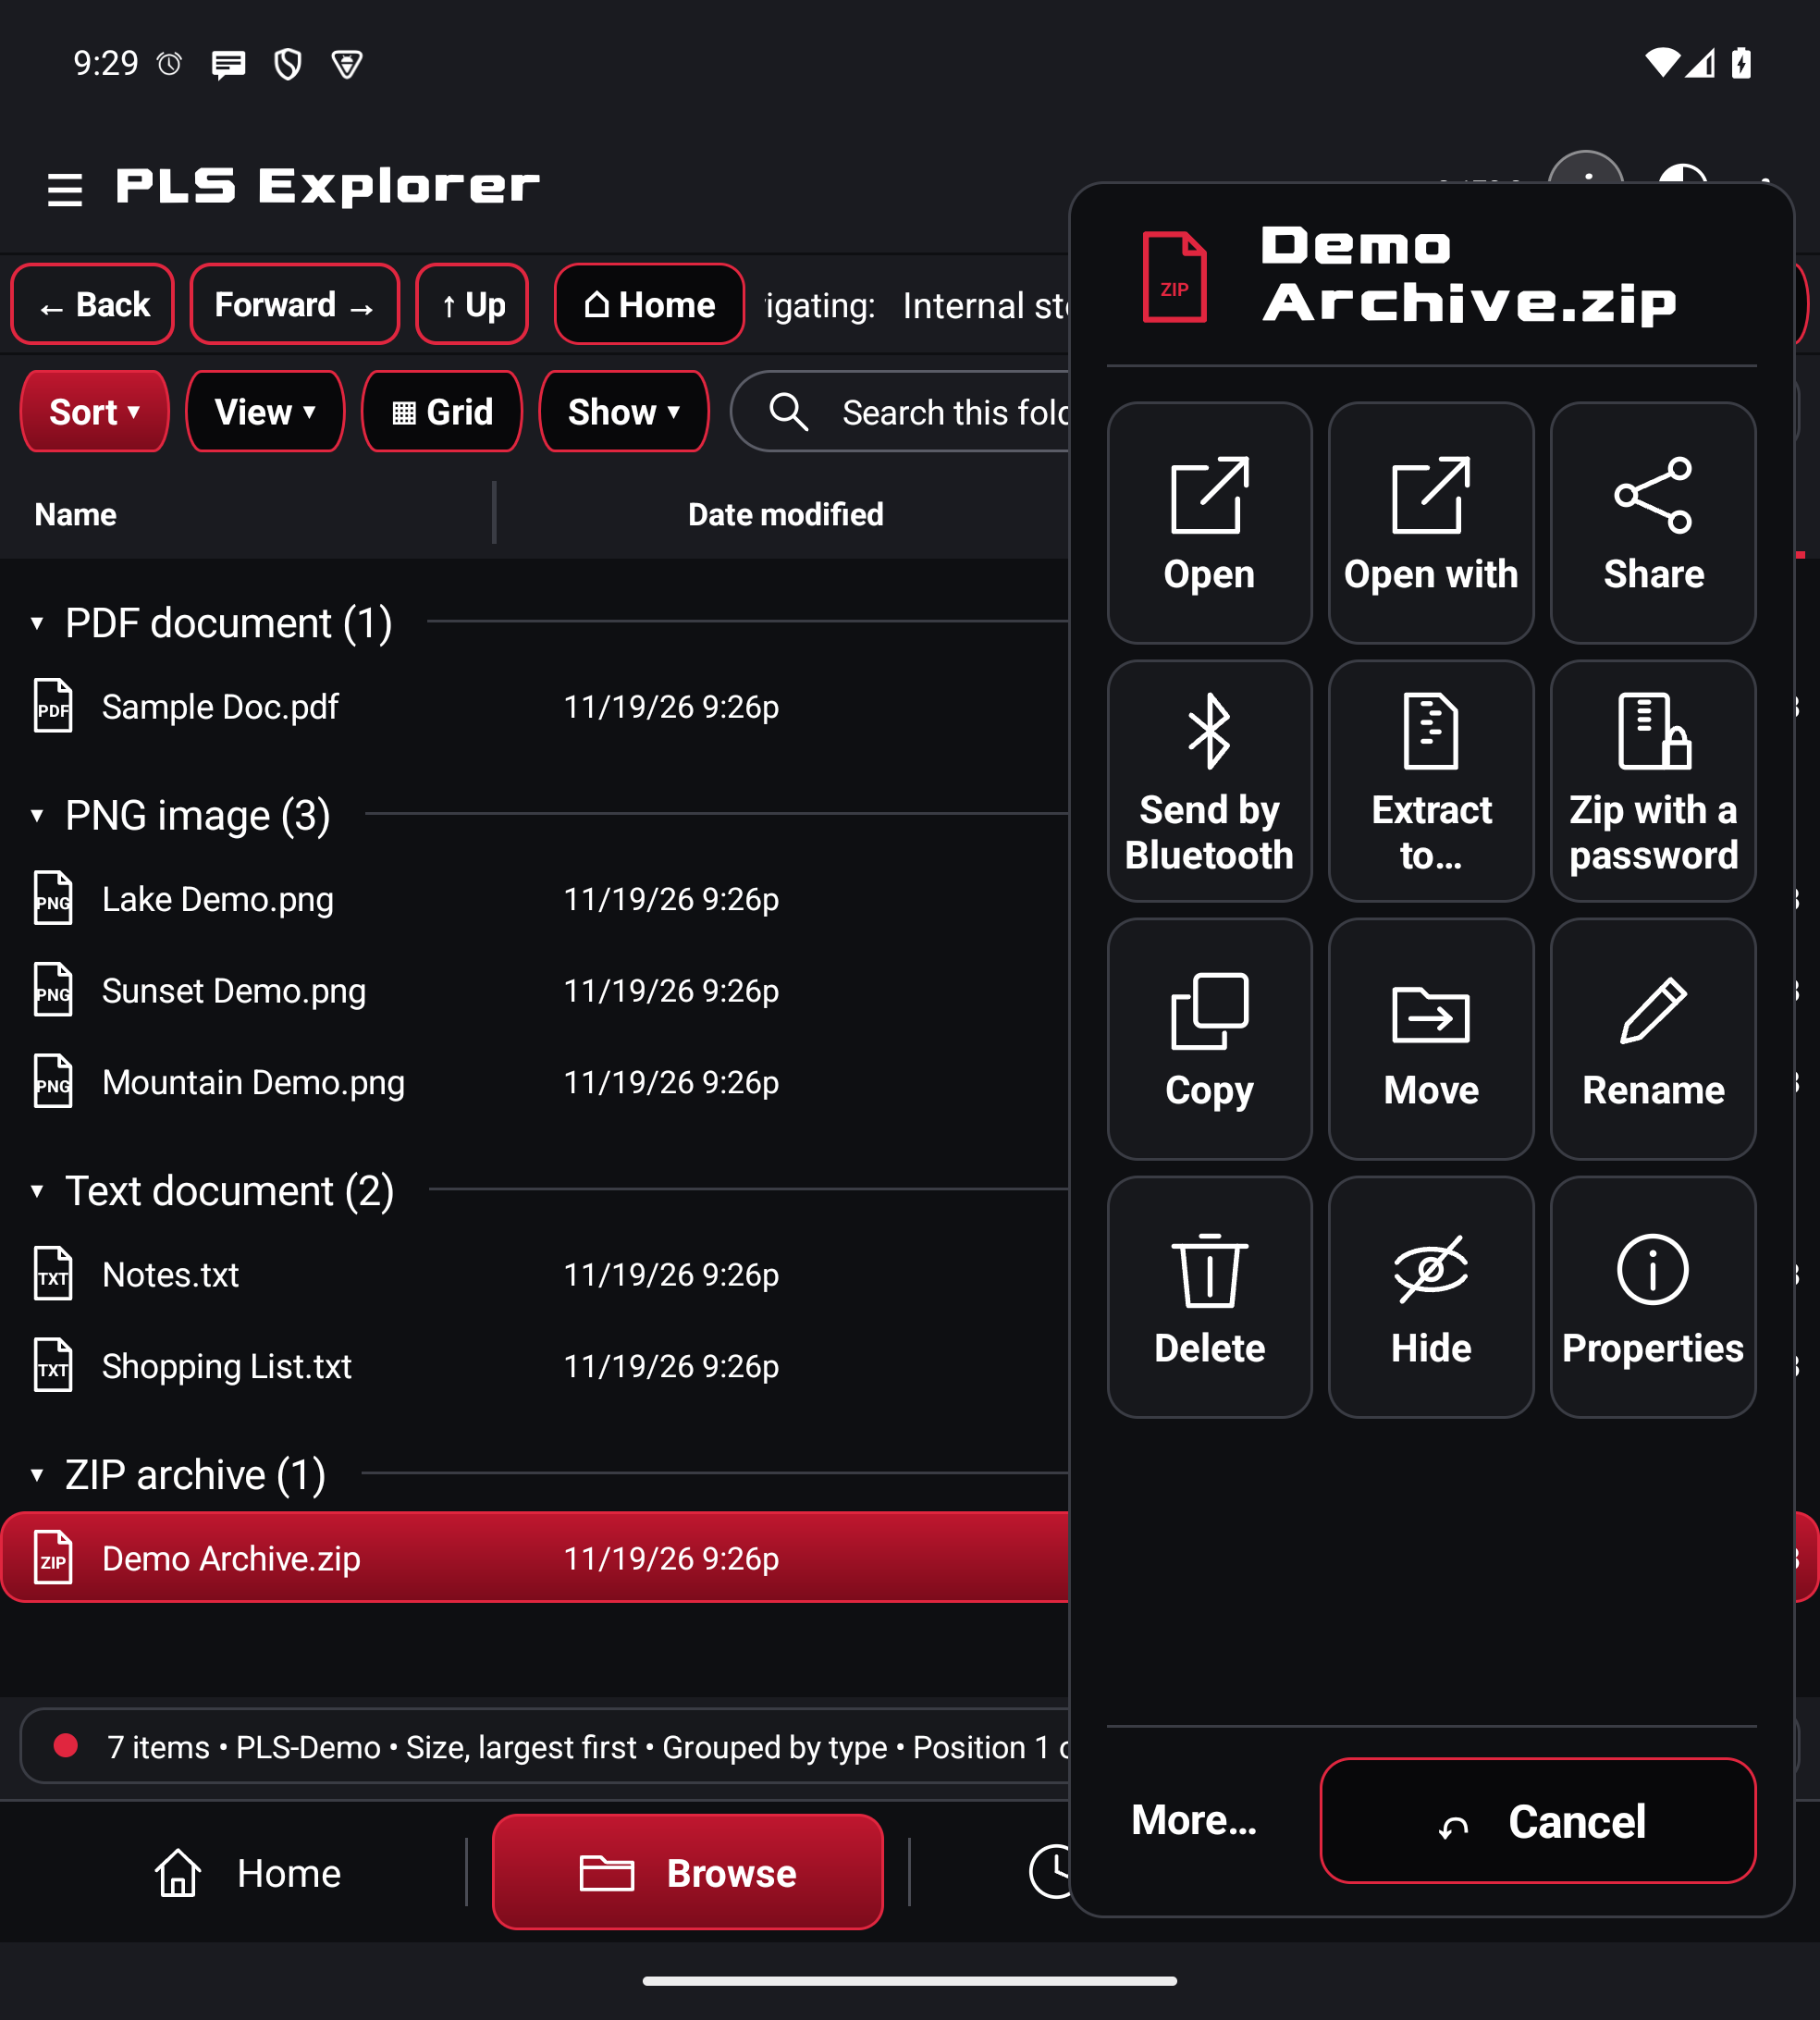 9:29
PLS Explorer
← Back
Forward →
↑ Up
Home
igating: Internal
Sort ▾
View ▾
Grid
Show ▾
Search this
Name
Date modified
▾ PDF document (1)
PDF Sample Doc.pdf 11/19/26 9:26p
▾ PNG image (3)
PNG Lake Demo.png 11/19/26 9:26p
PNG Sunset Demo.png 11/19/26 9:26p
PNG Mountain Demo.png 11/19/26 9:26p
▾ Text document (2)
TXT Notes.txt 11/19/26 9:26p
TXT Shopping List.txt 11/19/26 9:26p
▾ ZIP archive (1)
ZIP Demo Archive.zip 11/19/26 9:26p
7 items • PLS-Demo • Size, largest first • Grouped by type • Position 1
Home
Browse
ZIP
Demo
Archive.zip
Open
Open with
Share
Send by
Bluetooth
Extract
to...
Zip with a
password
Copy
Move
Rename
Delete
Hide
Properties
More...
Cancel